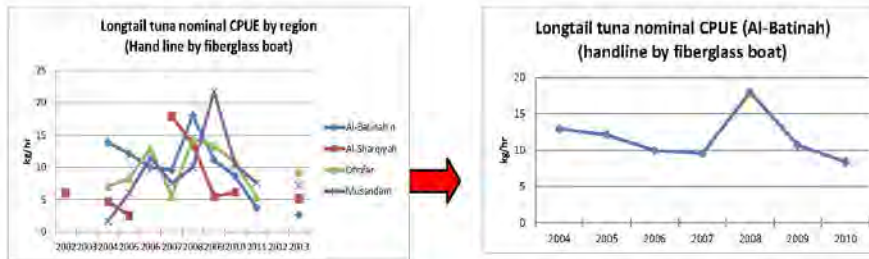 Longtail tuna nominal CPUE by region
(Hand line by fiberglass boat)
25
20
15
10
5
0
kg/hr
2002 2003 2004 2005 2006 2007 2008 2009 2010 2011 2012 2013
Al-Batinah n
Al-Sharqiyah
Dhofar
Musandam
Longtail tuna nominal CPUE (Al-Batinah)
(handline by fiberglass boat)
20
15
10
5
0
kg/hr
2004 2005 2006 2007 2008 2009 2010